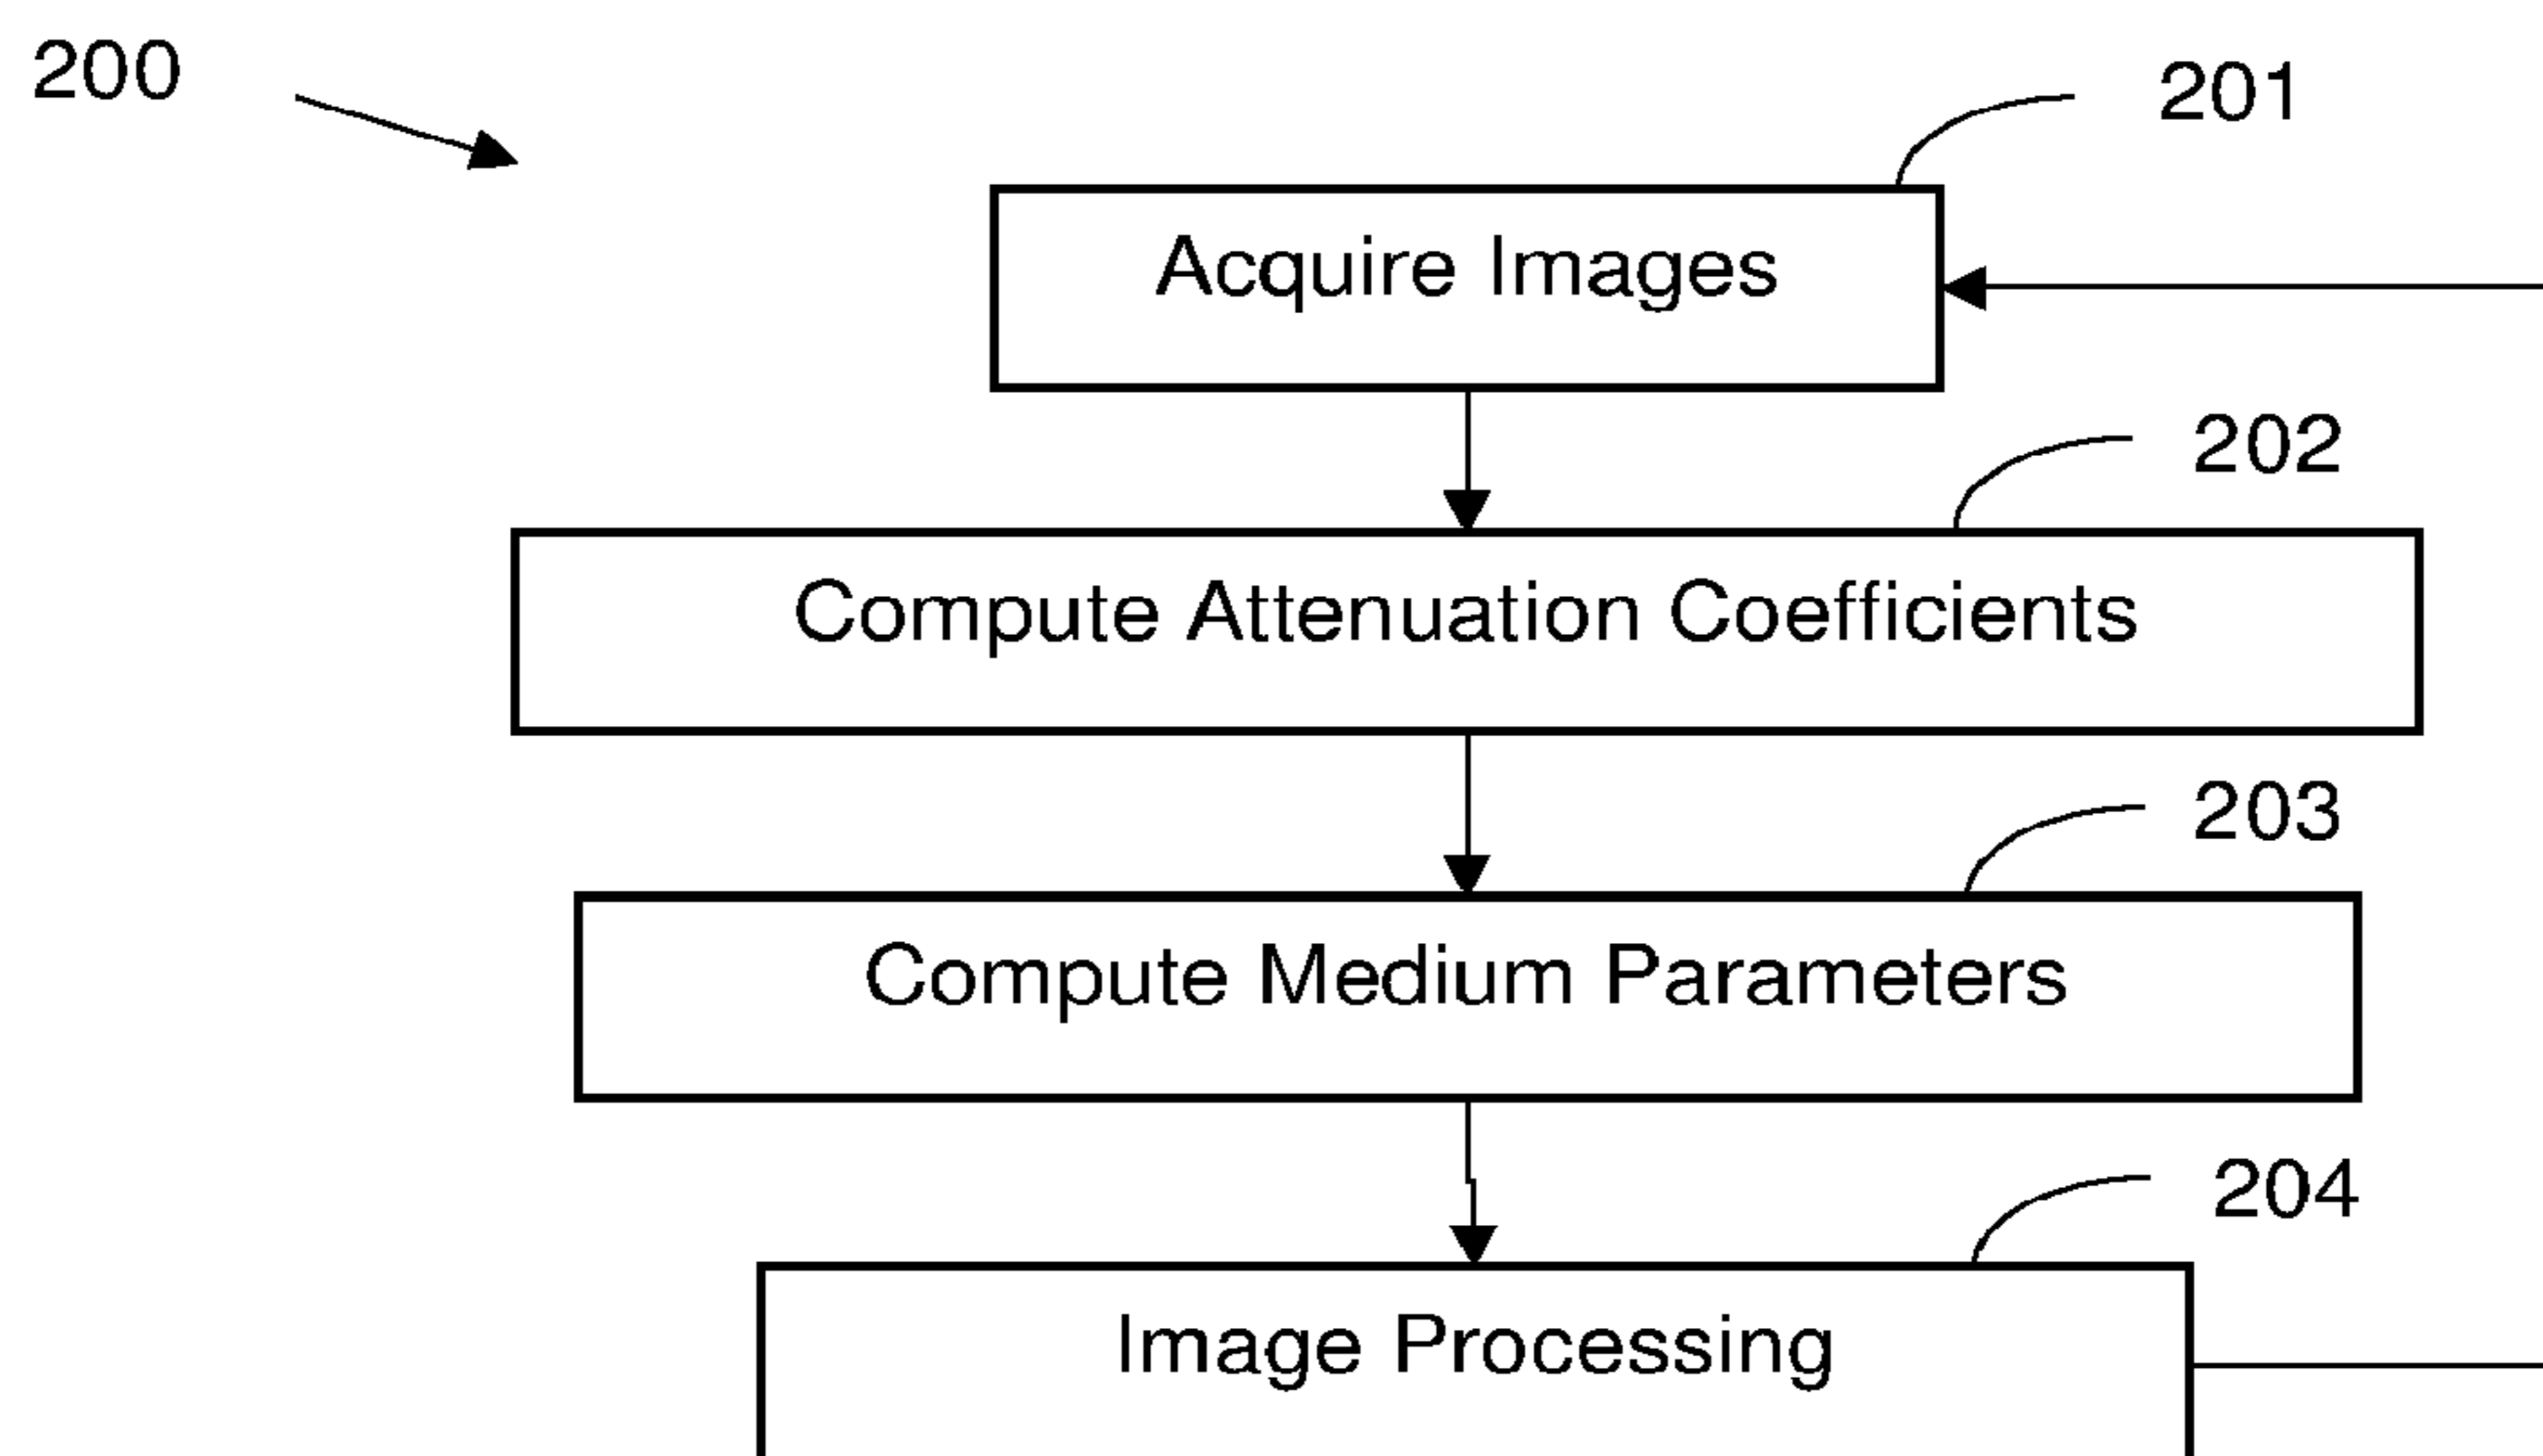 200
201
Acquire Images
202
Compute Attenuation Coefficients
203
Compute Medium Parameters
204
Image Processing